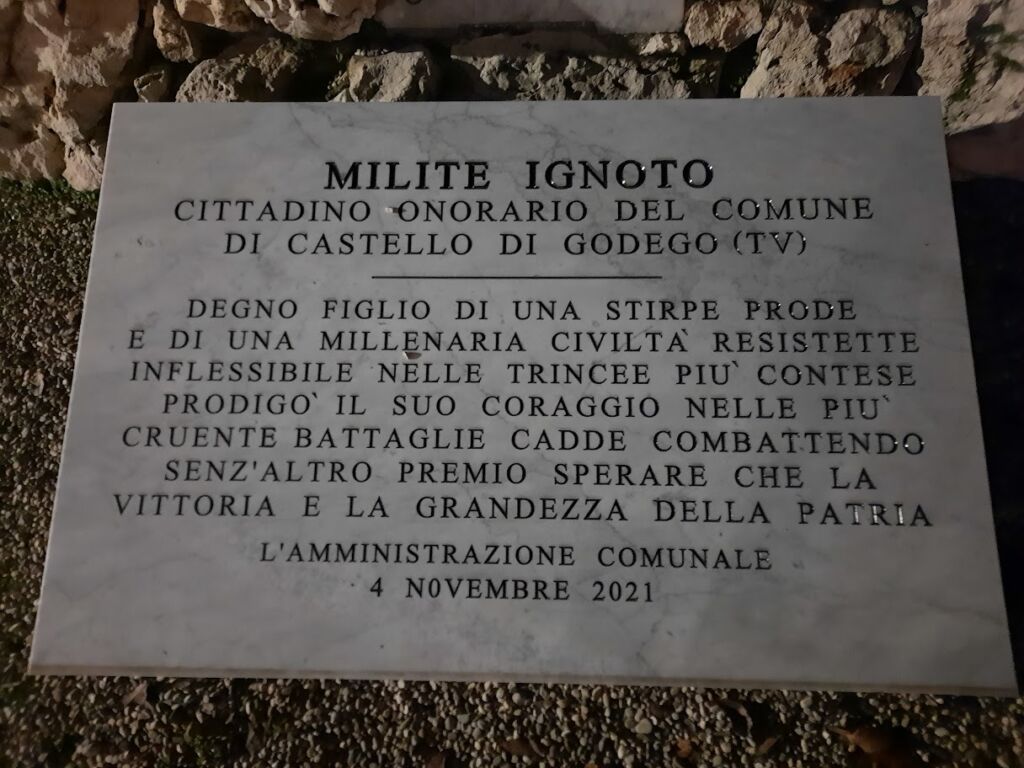 MILITE IGNOTO
CITTADINO ONORARIO DEL COMUNE
DI CASTELLO DI GODEGO (TV)
DEGNO FIGLIO DI UNA STIRPE PRODE
E DI UNA MILLENARIA CIVILTA' RESISTETTE
INFLESSIBILE NELLE TRINCEE PIU' CONTESE
PRODIGO' IL SUO CORAGGIO NELLE PIU'
CRUENTE BATTAGLIE CADDE COMBATTENDO
SENZ'ALTRO PREMIO SPERARE CHE LA
VITTORIA E LA GRANDEZZA DELLA PATRIA
L'AMMINISTRAZIONE COMUNALE
4 NOVEMBRE 2021